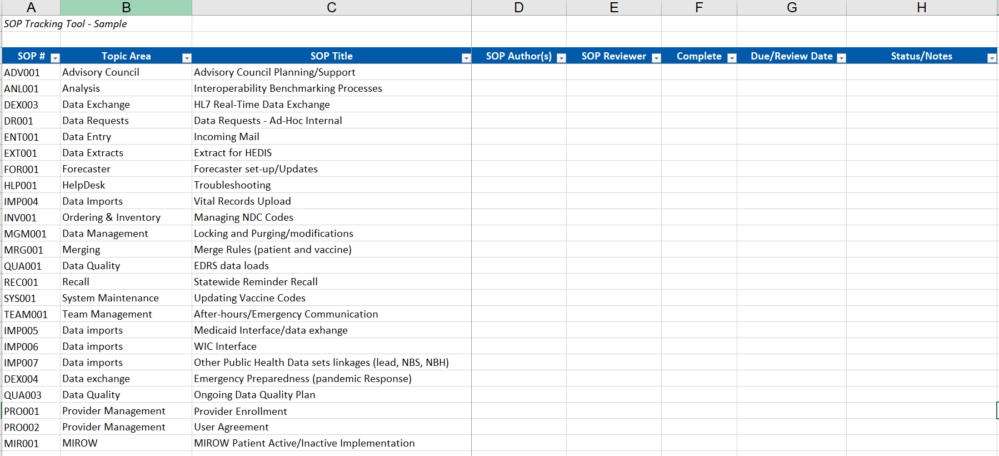 A B C D E F G H
SOP Tracking Tool - Sample
SOP # Topic Area SOP Title SOP Author(s) SOP Reviewer Complete Due/Review Date Status/Notes
ADV001 Advisory Council Advisory Council Planning/Support
ANL001 Analysis Interoperability Benchmarking Processes
DEX003 Data Exchange HL7 Real-Time Data Exchange
DR001 Data Requests Data Requests - Ad-Hoc Internal
ENT001 Data Entry Incoming Mail
EXT001 Data Extracts Extract for HEDIS
FOR001 Forecaster Forecaster set-up/Updates
HLP001 HelpDesk Troubleshooting
IMP004 Data Imports Vital Records Upload
INV001 Ordering & Inventory Managing NDC Codes
MGM001 Data Management Locking and Purging/modifications
MRG001 Merging Merge Rules (patient and vaccine)
QUA001 Data Quality EDRS data loads
REC001 Recall Statewide Reminder Recall
SYS001 System Maintenance Updating Vaccine Codes
TEAM001 Team Management After-hours/Emergency Communication
IMP005 Data imports Medicaid Interface/data exhange
IMP006 Data imports WIC Interface
IMP007 Data imports Other Public Health Data sets linkages (lead, NBS, NBH)
DEX004 Data exchange Emergency Preparedness (pandemic Response)
QUA003 Data Quality Ongoing Data Quality Plan
PRO001 Provider Management Provider Enrollment
PRO002 Provider Management User Agreement
MIR001 MIROW MIROW Patient Active/Inactive Implementation